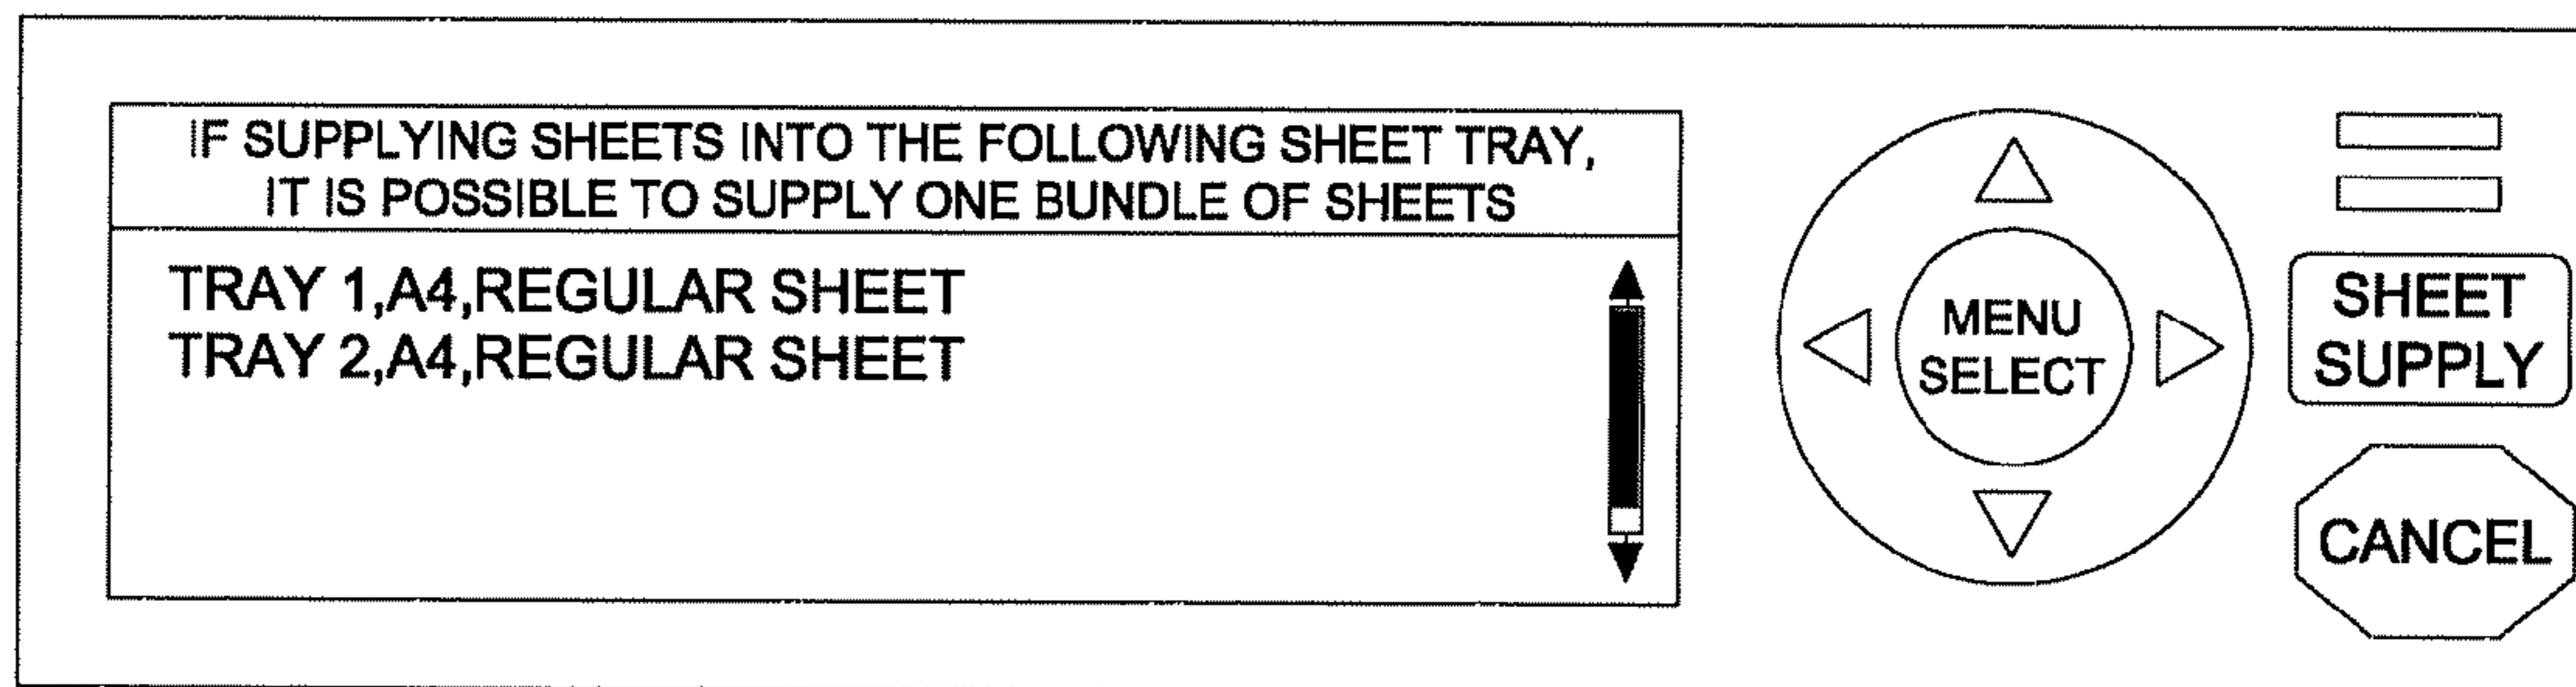 IF SUPPLYING SHEETS INTO THE FOLLOWING SHEET TRAY,
IT IS POSSIBLE TO SUPPLY ONE BUNDLE OF SHEETS
TRAY 1,A4,REGULAR SHEET
TRAY 2,A4,REGULAR SHEET
MENU
SELECT
SHEET
SUPPLY
CANCEL